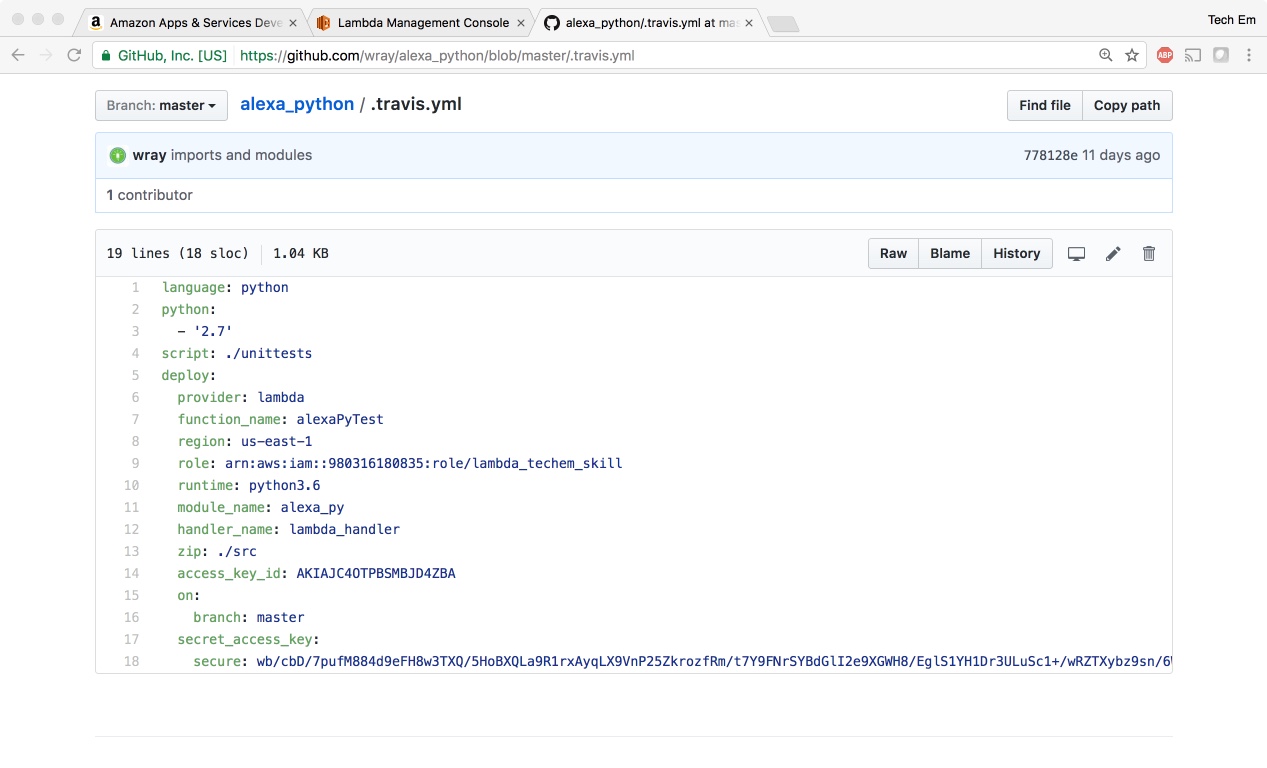 Amazon Apps & Services Deve
Lambda Management Console
alexa_python/.travis.yml at mas
Tech Em
GitHub, Inc. [US]
https://github.com/wray/alexa_python/blob/master/.travis.yml
ABP
Branch: master
alexa_python / .travis.yml
Find file
Copy path
wray imports and modules
778128e 11 days ago
1 contributor
19 lines (18 sloc)
1.04 KB
Raw
Blame
History
1 language: python
2 python:
3 - '2.7'
4 script: ./unittests
5 deploy:
6 provider: lambda
7 function_name: alexaPyTest
8 region: us-east-1
9 role: arn:aws:iam::980316180835:role/lambda_techem_skill
10 runtime: python3.6
11 module_name: alexa_py
12 handler_name: lambda_handler
13 zip: ./src
14 access_key_id: AKIAJC4OTPBSMBJD4ZBA
15 on:
16 branch: master
17 secret_access_key:
18 secure: wb/cbD/7pufM884d9eFH8w3TXQ/5HoBXQLa9R1rxAyqLX9VnP25ZkrozfRm/t7Y9FNrSYBdGlI2e9XGWH8/EglS1YH1Dr3ULuSc1+/wRZTXybz9sn/6